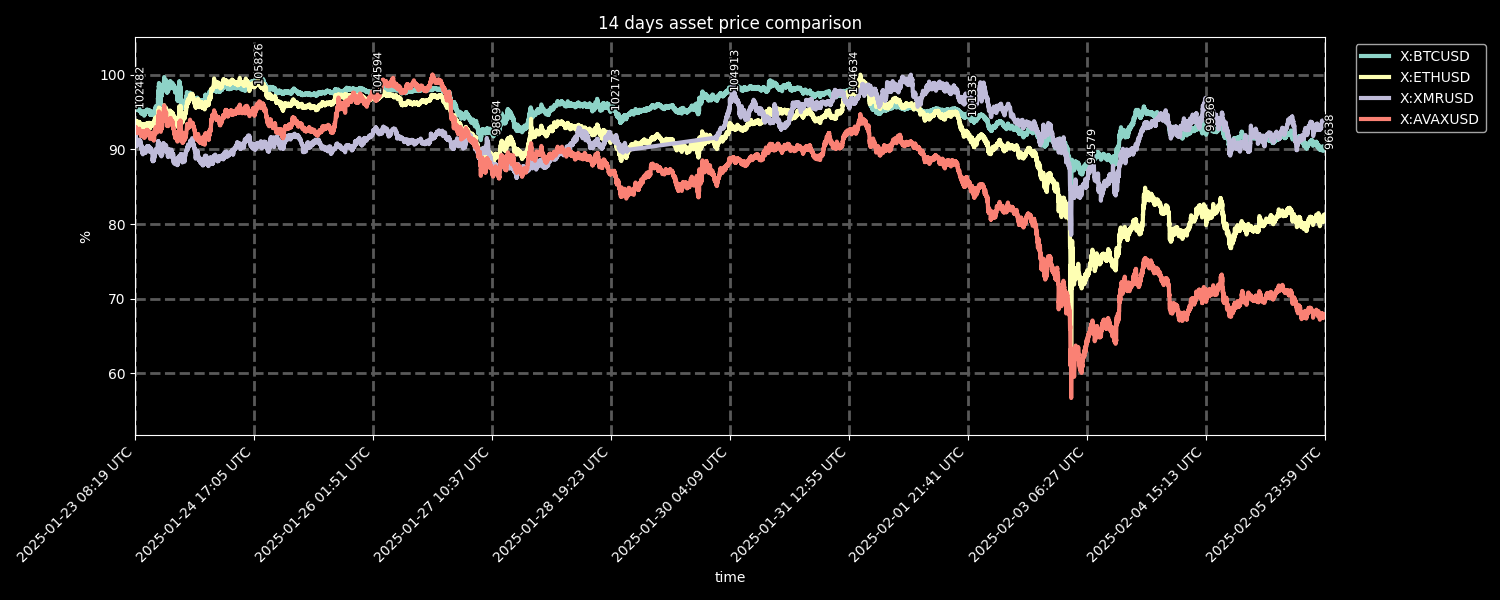 14 days asset price comparison
X:BTCUSD
X:ETHUSD
X:XMRUSD
X:AVAXUSD
100
90
80
70
60
%
102482
105826
104594
98694
102173
104913
104634
101335
94579
99269
96638
2025-01-23 08:19 UTC
2025-01-24 17:05 UTC
2025-01-26 01:51 UTC
2025-01-27 10:37 UTC
2025-01-28 19:23 UTC
2025-01-30 04:09 UTC
2025-01-31 12:55 UTC
2025-02-01 21:41 UTC
2025-02-03 06:27 UTC
2025-02-04 15:13 UTC
2025-02-05 23:59 UTC
time